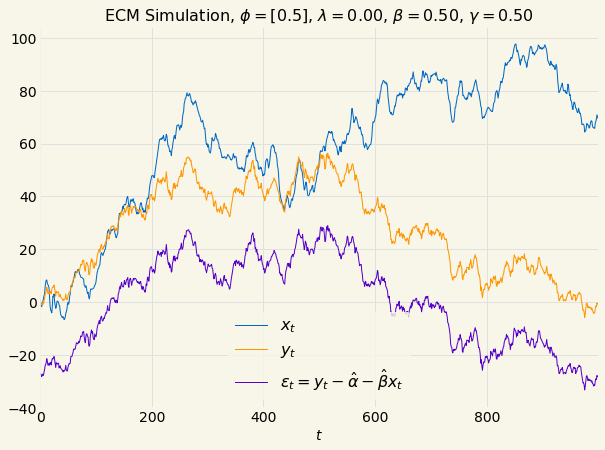 ECM Simulation, ϕ = [0.5], λ = 0.00, β = 0.50, γ = 0.50
100
80
60
40
20
0
−20
−40
x_t
y_t
ε_t = y_t − α̂ − β̂x_t
0 200 400 600 800
t